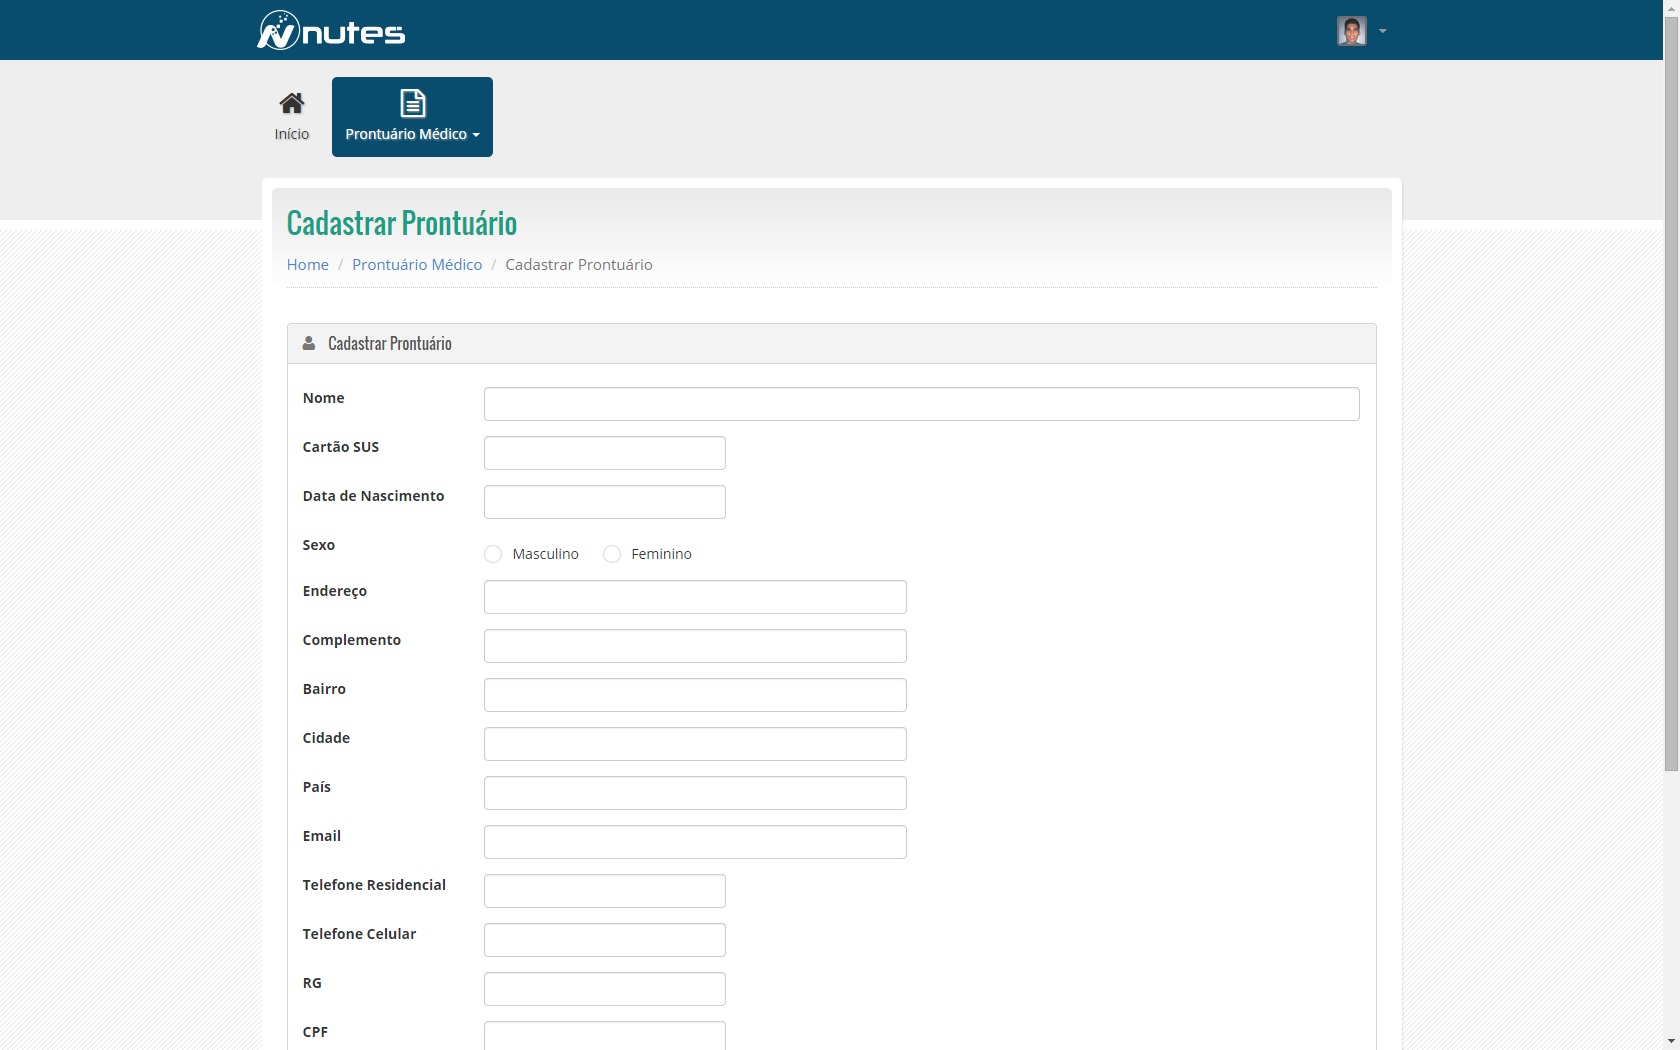 nutes
Início
Prontuário Médico
Cadastrar Prontuário
Home / Prontuário Médico / Cadastrar Prontuário
Cadastrar Prontuário
Nome
Cartão SUS
Data de Nascimento
Sexo
Masculino Feminino
Endereço
Complemento
Bairro
Cidade
País
Email
Telefone Residencial
Telefone Celular
RG
CPF